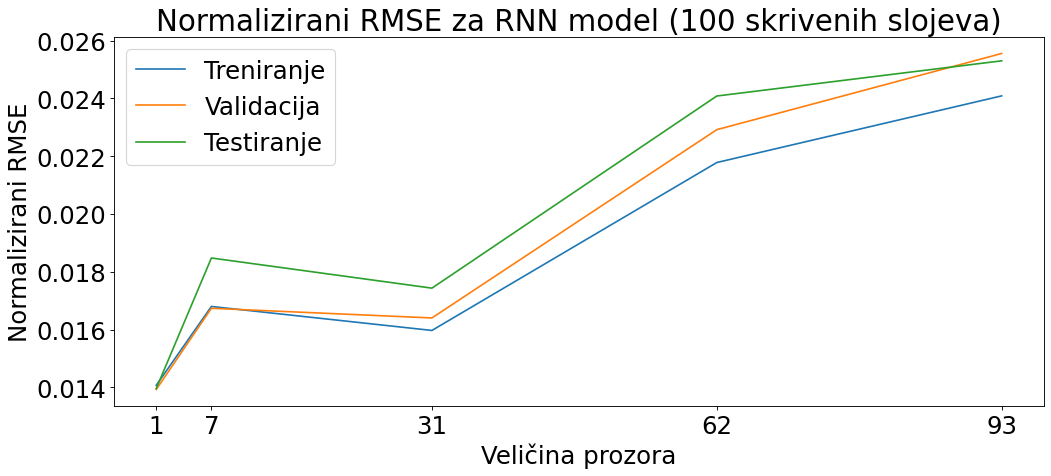 Normalizirani RMSE za RNN model (100 skrivenih slojeva)
Normalizirani RMSE
0.026
0.024
0.022
0.020
0.018
0.016
0.014
Treniranje
Validacija
Testiranje
1 7 31 62 93
Veličina prozora